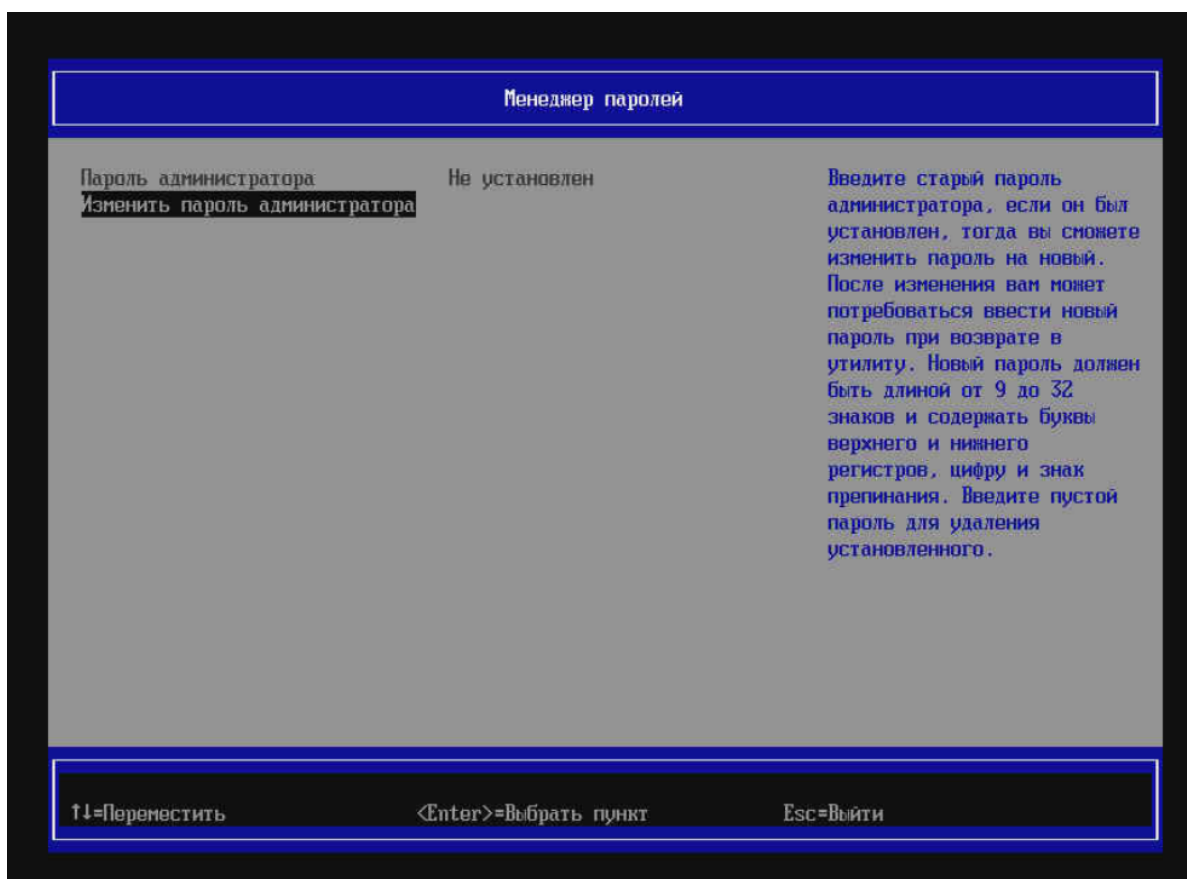 Менеджер паролей
Пароль администратора
Не установлен
Изменить пароль администратора
Введите старый пароль
администратора, если он был
установлен, тогда вы сможете
изменить пароль на новый.
После изменения вам может
потребоваться ввести новый
пароль при возврате в
утилиту. Новый пароль должен
быть длиной от 9 до 32
знаков и содержать буквы
верхнего и нижнего
регистров, цифру и знак
препинания. Введите пустой
пароль для удаления
установленного.
↑↓=Переместить
<Enter>=Выбрать пункт
Esc=Выйти